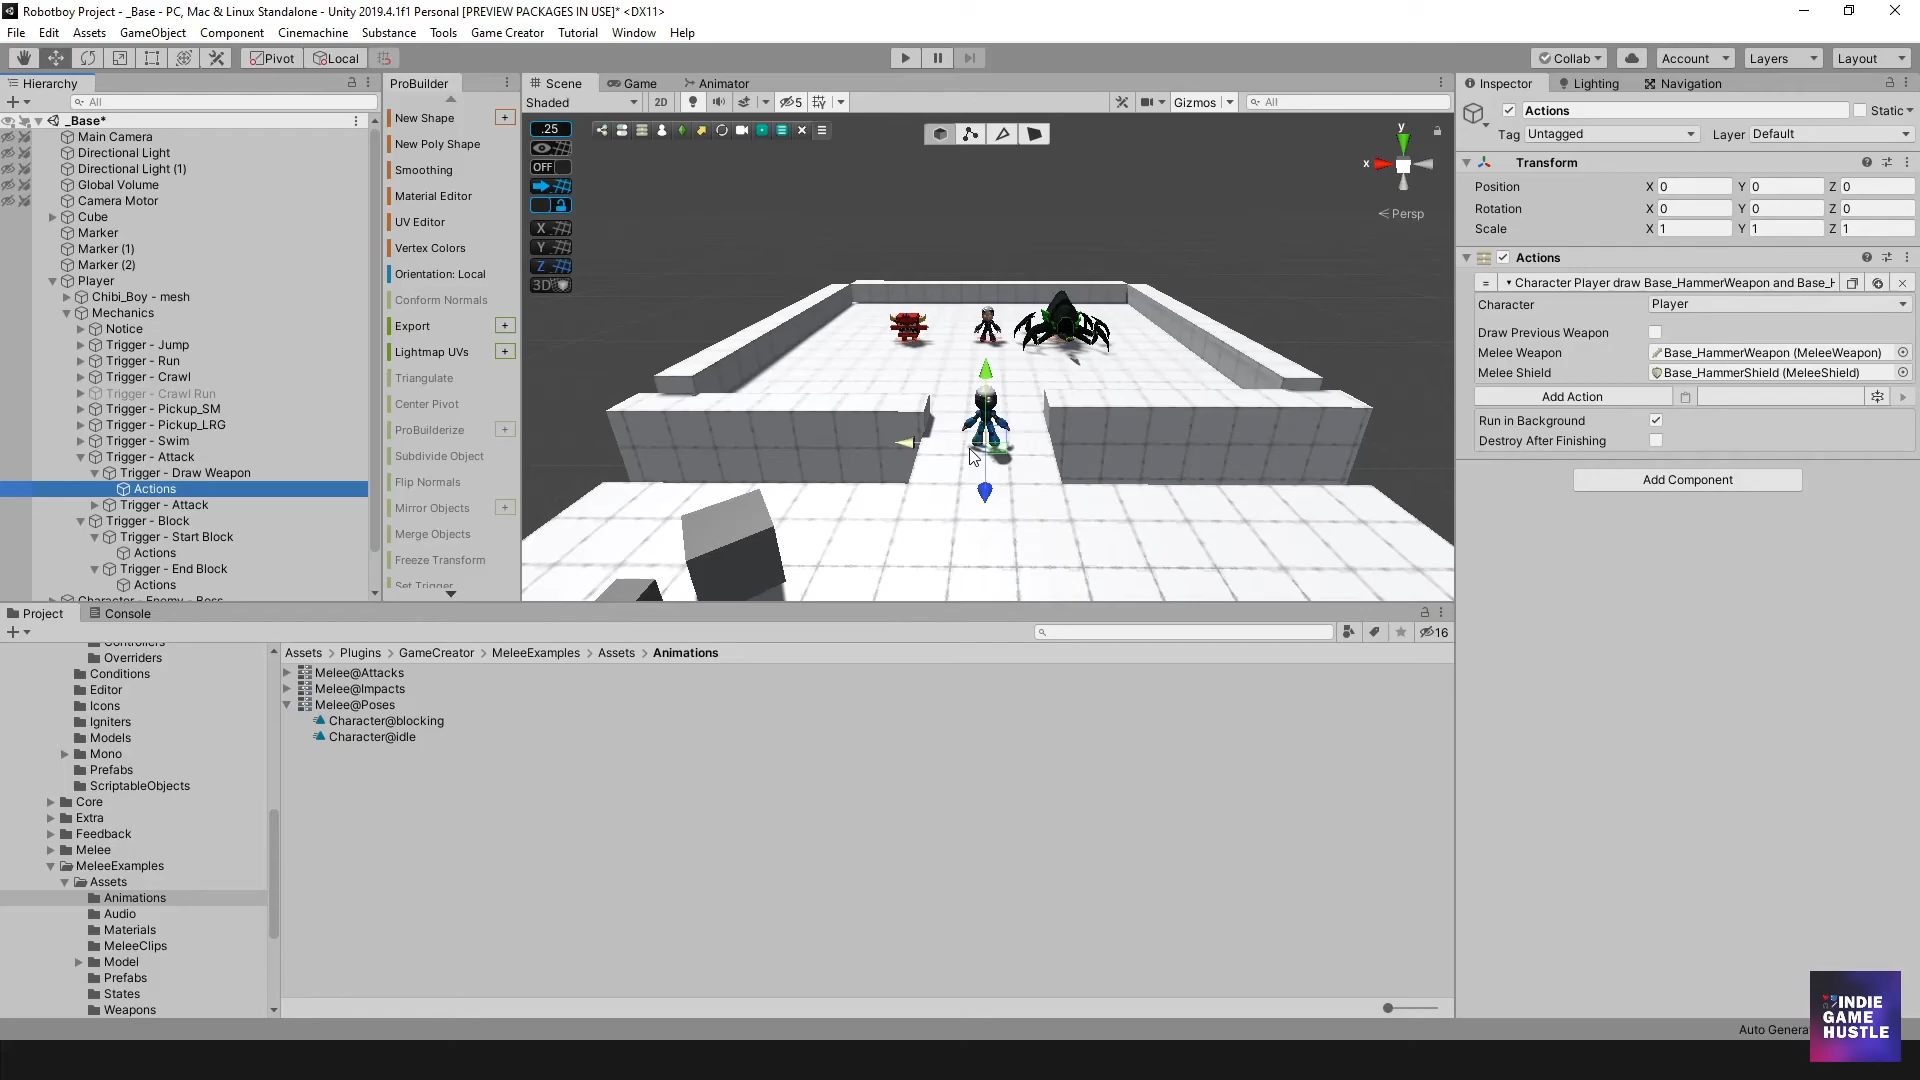 Robotboy Project - _Base - PC, Mac & Linux Standalone - Unity 2019.4.1f1 Personal [PREVIEW PACKAGES IN USE]* <DX11>
File Edit Assets GameObject Component Cinemachine Substance Tools Game Creator Tutorial Window Help
Pivot Local Collab Account Layers Layout
Hierarchy
All
_Base*
Main Camera
Directional Light
Directional Light (1)
Global Volume
Camera Motor
Cube
Marker
Marker (1)
Marker (2)
Player
Chibi_Boy - mesh
Mechanics
Notice
Trigger - Jump
Trigger - Run
Trigger - Crawl
Trigger - Crawl Run
Trigger - Pickup_SM
Trigger - Pickup_LRG
Trigger - Swim
Trigger - Attack
Trigger - Draw Weapon
Actions
Trigger - Attack
Trigger - Block
Trigger - Start Block
Actions
Trigger - End Block
Actions
Character - Enemy - Boss
ProBuilder
New Shape +
New Poly Shape
Smoothing
Material Editor
UV Editor
Vertex Colors
Orientation: Local
Conform Normals
Export +
Lightmap UVs +
Triangulate
Center Pivot
ProBuilderize +
Subdivide Object
Flip Normals
Mirror Objects +
Merge Objects
Freeze Transform
Set Trigger
Scene Game Animator
Shaded 2D 5 Gizmos All
.25
OFF
X
Y
Z
3D
y
x
Persp
Inspector Lighting Navigation
Actions Static
Tag Untagged Layer Default
Transform
Position X 0 Y 0 Z 0
Rotation X 0 Y 0 Z 0
Scale X 1 Y 1 Z 1
Actions
Character Player draw Base_HammerWeapon and Base_H
Character Player
Draw Previous Weapon
Melee Weapon Base_HammerWeapon (MeleeWeapon)
Melee Shield Base_HammerShield (MeleeShield)
Add Action
Run in Background
Destroy After Finishing
Add Component
Project Console
16
Controllers
Overriders
Conditions
Editor
Icons
Igniters
Models
Mono
Prefabs
ScriptableObjects
Core
Extra
Feedback
Melee
MeleeExamples
Assets
Animations
Audio
Materials
MeleeClips
Model
Prefabs
States
Weapons
Assets > Plugins > GameCreator > MeleeExamples > Assets > Animations
Melee@Attacks
Melee@Impacts
Melee@Poses
Character@blocking
Character@idle
Auto Genera
INDIE
GAME
HUSTLE